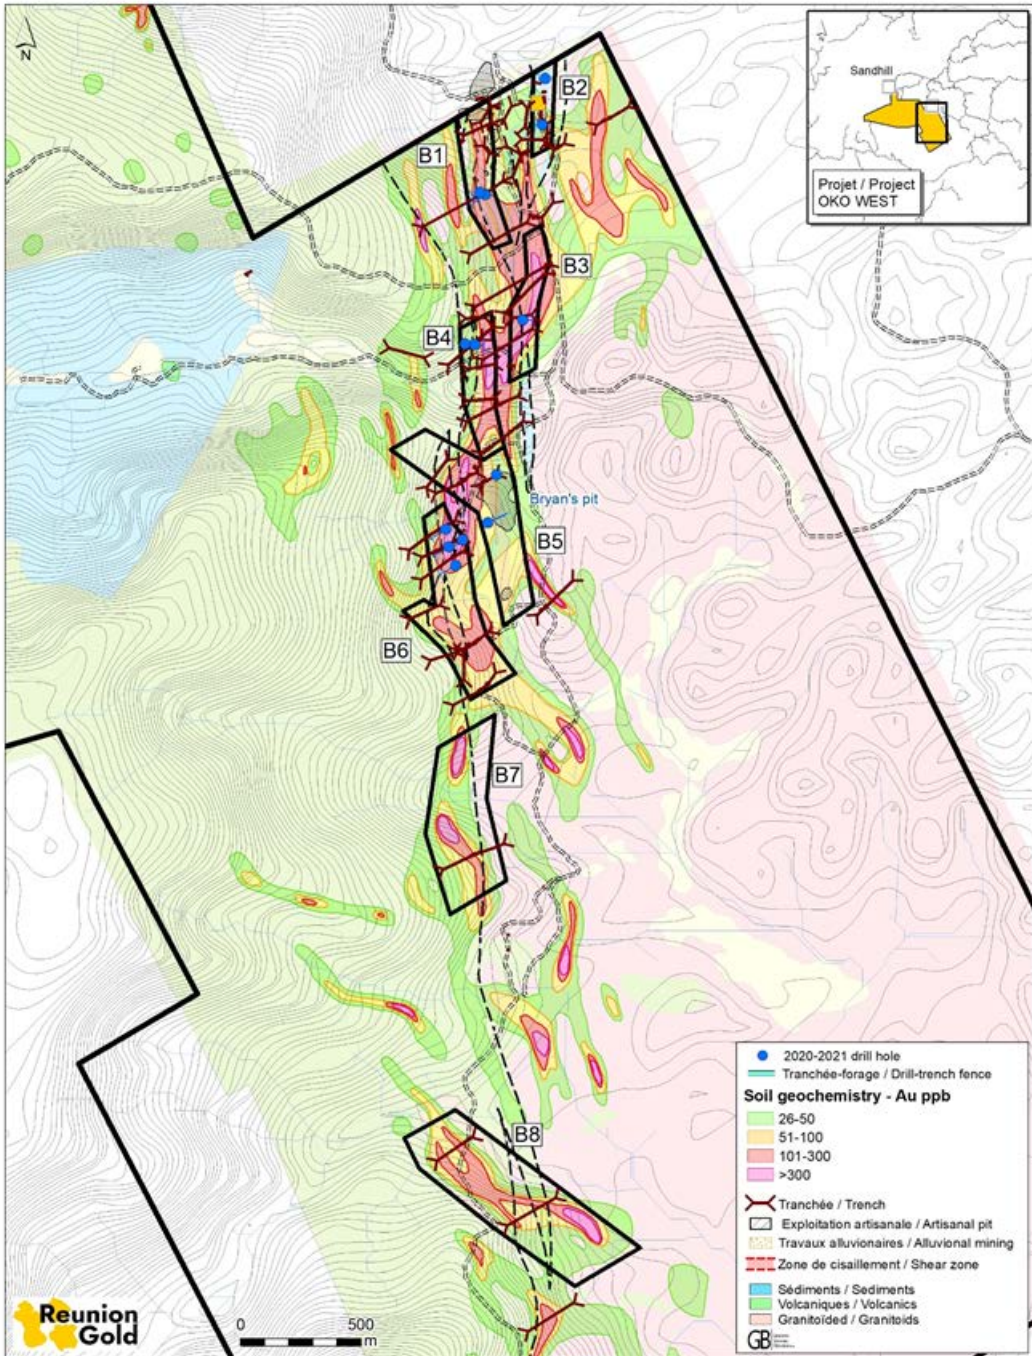 N
Sandhill
Projet / Project
OKO WEST
B2
B1
B3
B4
Bryan's pit
B5
B6
B7
B8
2020-2021 drill hole
Tranchée-forage / Drill-trench fence
Soil geochemistry - Au ppb
26-50
51-100
101-300
>300
Tranchée / Trench
Exploitation artisanale / Artisanal pit
Travaux alluvionaires / Alluvional mining
Zone de cisaillement / Shear zone
Sédiments / Sediments
Volcaniques / Volcanics
Granitoïded / Granitoids
GB
Reunion
Gold
0 500
m